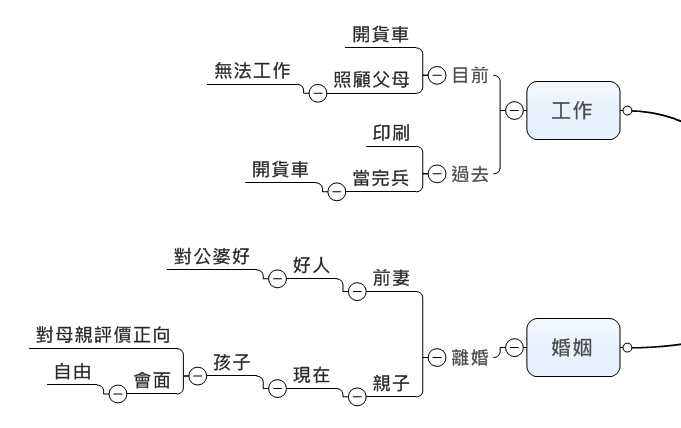 開貨車
無法工作
照顧父母
目前
工作
印刷
開貨車
當完兵
過去
對公婆好
好人
前妻
對母親評價正向
自由
會面
孩子
現在
親子
離婚
婚姻